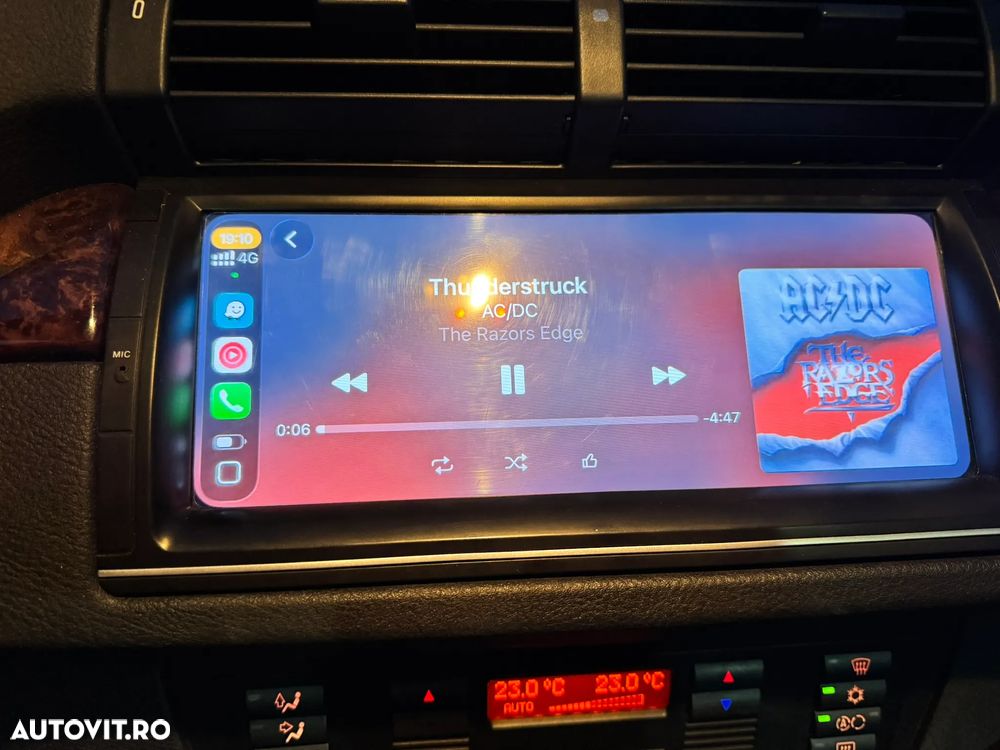 0
19:10
4G
Thunderstruck
AC/DC
The Razors Edge
AC/DC
THE
RAZORS
EDGE
MIC
0:06
-4:47
23.0°C 23.0°C
AUTO
A
AUTOVIT.RO